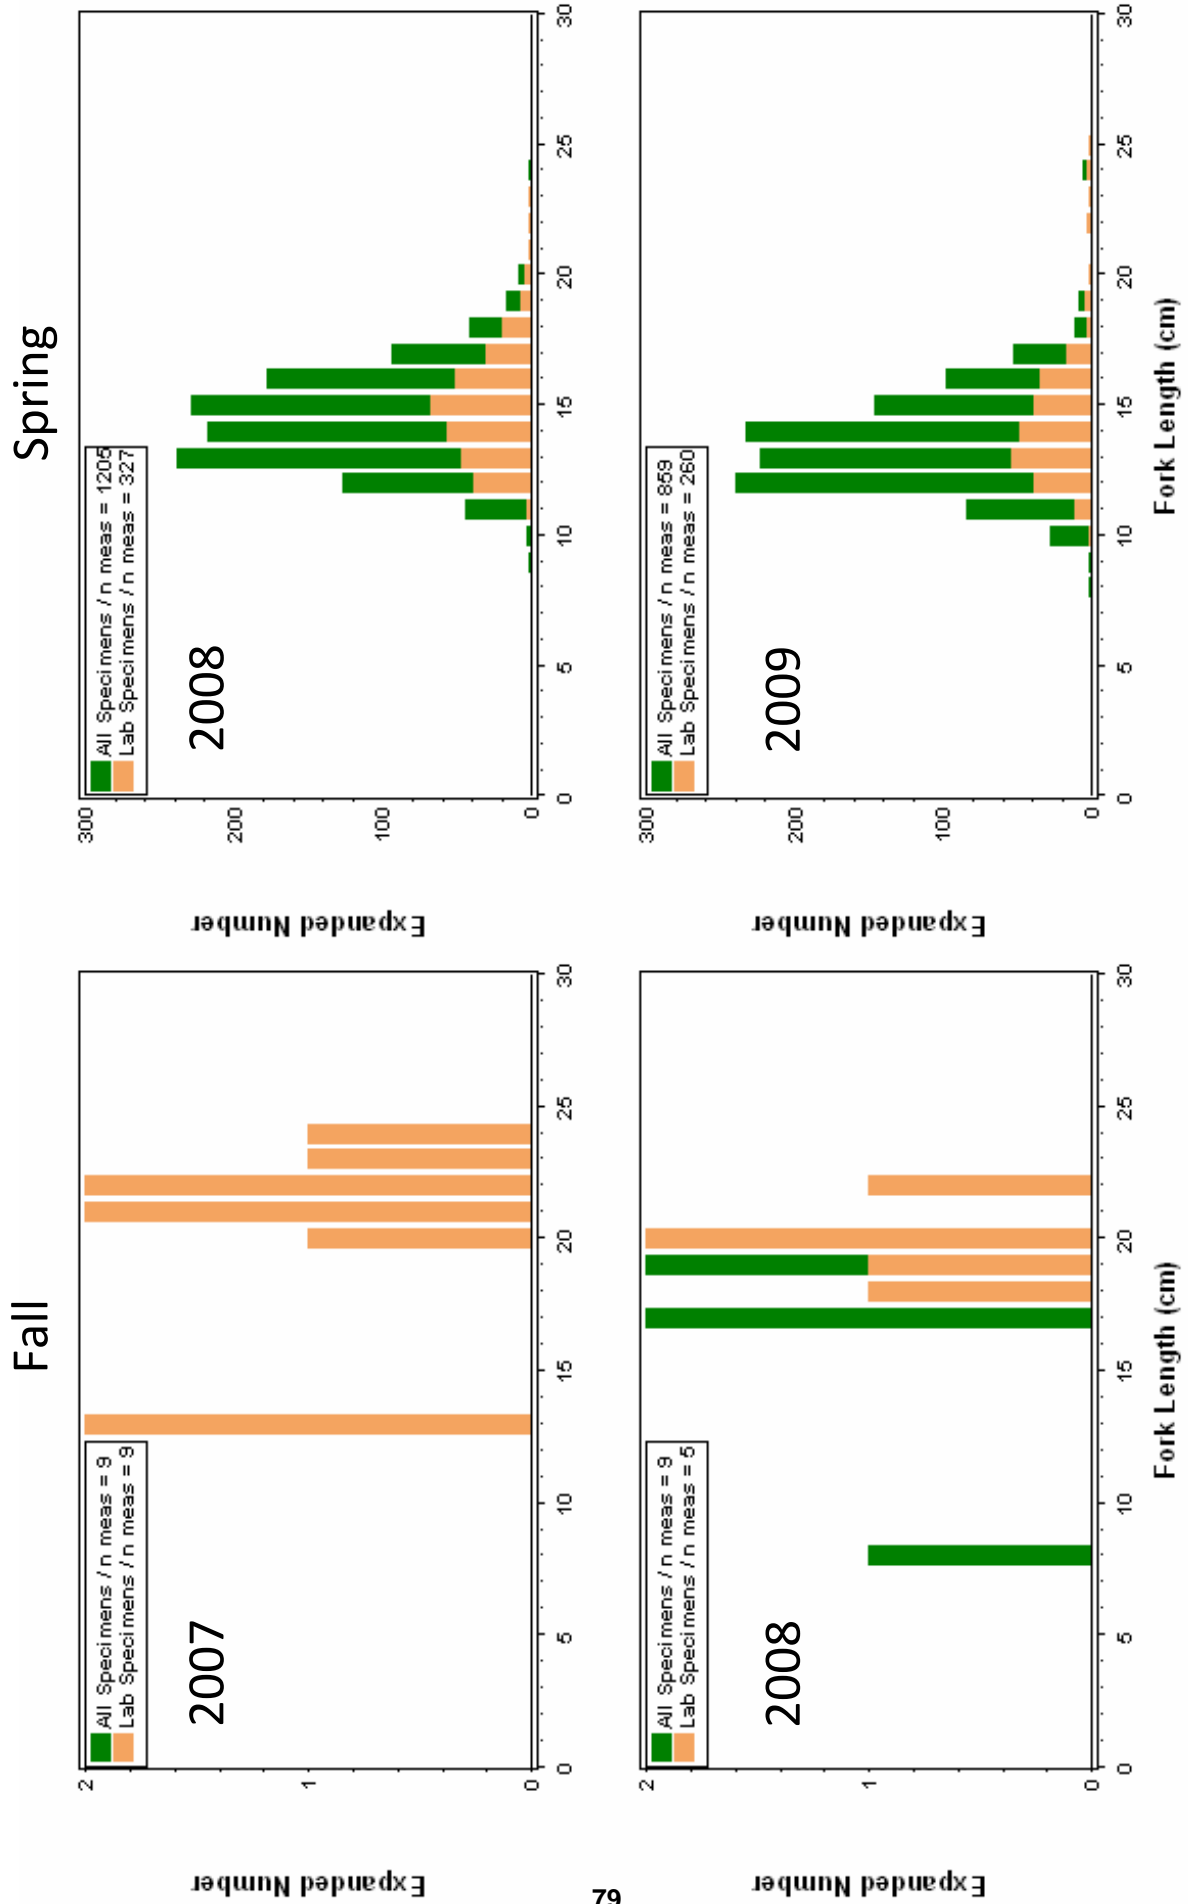 Fall
Spring
Expanded Number
2
1
0
All Specimens / n meas = 9
Lab Specimens / n meas = 9
2007
0
5
10
15
20
25
30
Expanded Number
300
200
100
0
All Specimens / n meas = 1205
Lab Specimens / n meas = 327
2008
0
5
10
15
20
25
30
Expanded Number
2
1
0
All Specimens / n meas = 9
Lab Specimens / n meas = 5
2008
0
5
10
15
20
25
30
Fork Length (cm)
Expanded Number
300
200
100
0
All Specimens / n meas = 859
Lab Specimens / n meas = 260
2009
0
5
10
15
20
25
30
Fork Length (cm)
79